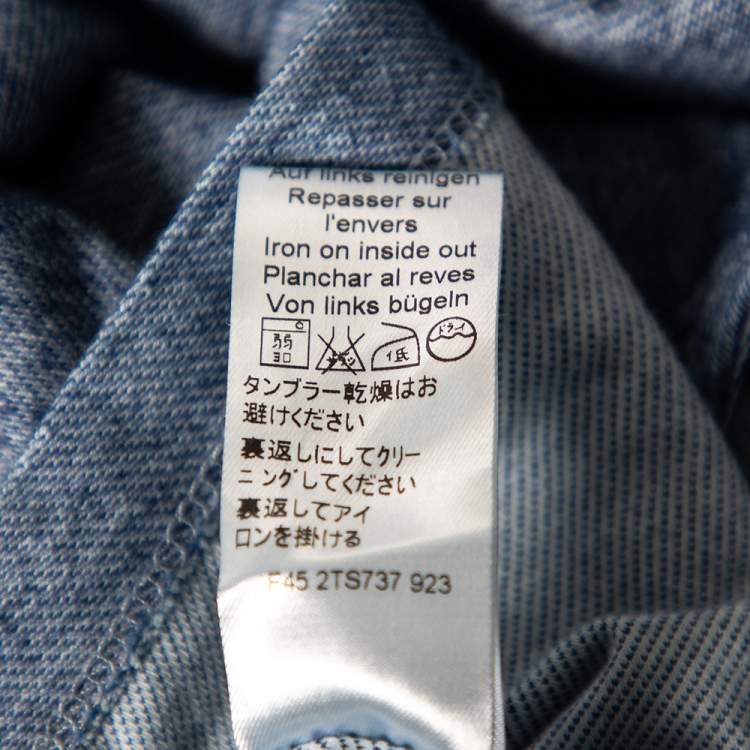 Auf links reinigen
Repasser sur
l'envers
Iron on inside out
Planchar al reves
Von links bügeln
弱
ヨロ
低
ドライ
タンブラー乾燥はお
避けください
裏返しにしてクリー
ニングしてください
裏返してアイ
ロンを掛ける
F45 2TS737 923